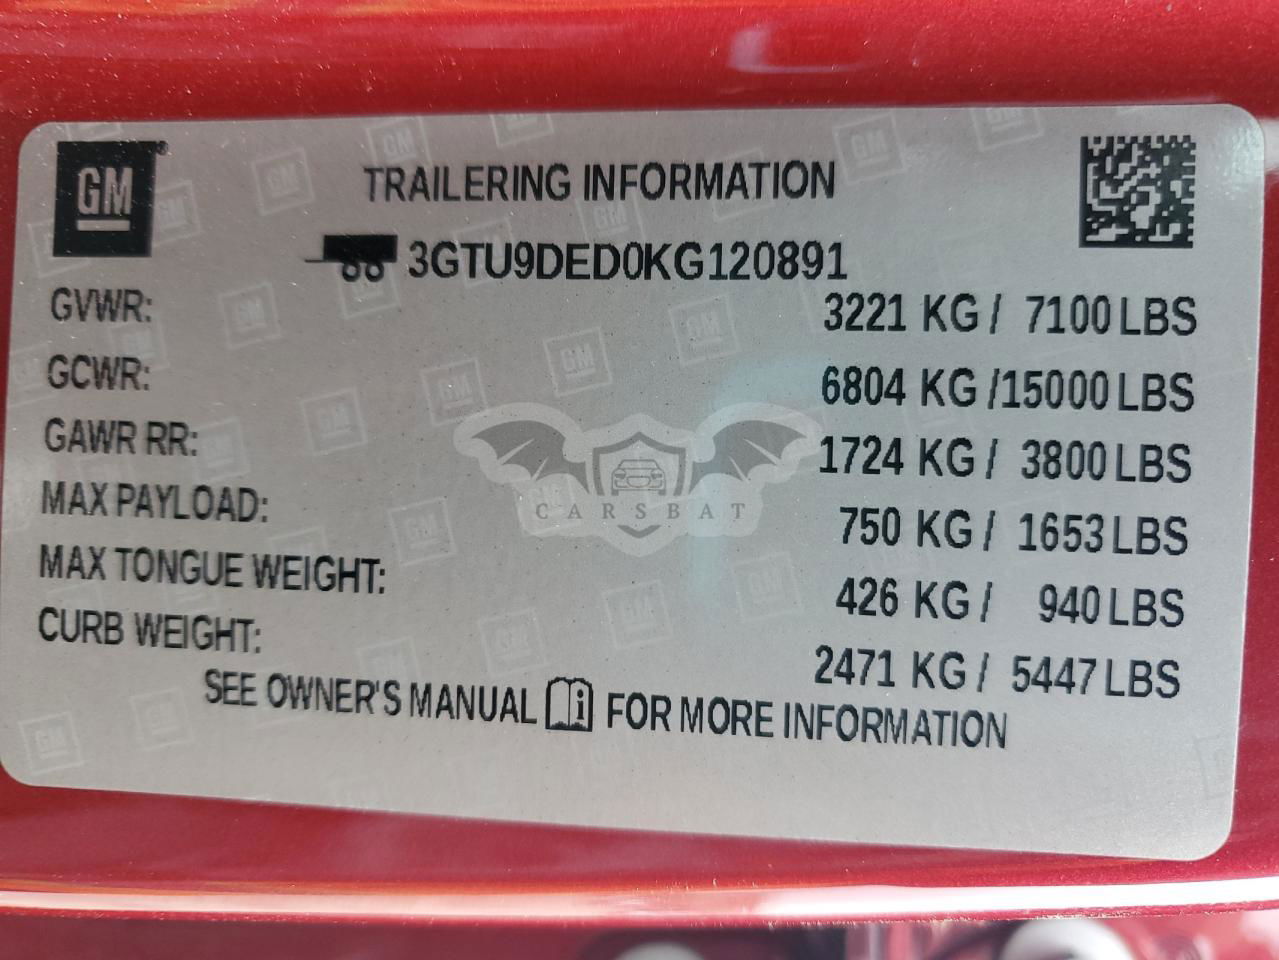 GM
TRAILERING INFORMATION
3GTU9DED0KG120891
GVWR: 3221 KG / 7100 LBS
GCWR: 6804 KG /15000 LBS
GAWR RR: 1724 KG / 3800 LBS
MAX PAYLOAD: 750 KG / 1653 LBS
MAX TONGUE WEIGHT: 426 KG / 940 LBS
CURB WEIGHT: 2471 KG / 5447 LBS
SEE OWNER'S MANUAL FOR MORE INFORMATION
CARSBAT